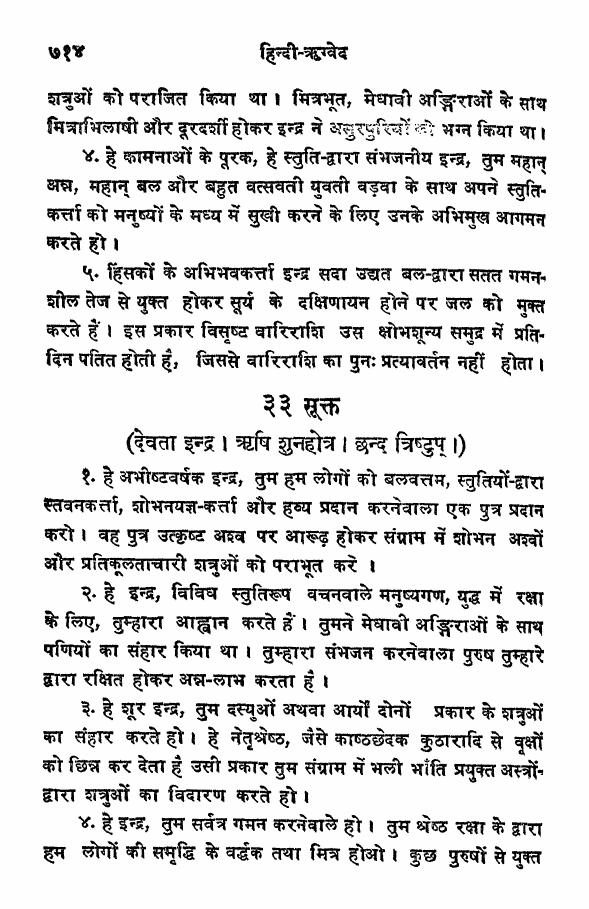 ७१४ हिन्दी-ऋग्वेद
शत्रुओं को पराजित किया था। मित्रभूत, मेधावी अङ्गिराओं के साथ
मित्राभिलाषी और दूरदर्शी होकर इन्द्र ने असुरपुरियों को भग्न किया था।
४. हे कामनाओं के पूरक, हे स्तुति-द्वारा संभजनीय इन्द्र, तुम महान्
अन्न, महान् बल और बहुत वत्सवती युवती वड़वा के साथ अपने स्तुति-
कर्त्ता को मनुष्यों के मध्य में सुखी करने के लिए उनके अभिमुख आगमन
करते हो।
५. हिंसकों के अभिभवकर्त्ता इन्द्र सदा उद्यत बल-द्वारा सतत गमन-
शील तेज से युक्त होकर सूर्य के दक्षिणायन होने पर जल को मुक्त
करते हैं। इस प्रकार विसृष्ट वारिराशि उस क्षोभशून्य समुद्र में प्रति-
दिन पतित होती है, जिससे वारिराशि का पुनः प्रत्यावर्तन नहीं होता।
३३ सूक्त
(देवता इन्द्र। ऋषि शुनहोत्र। छन्द त्रिष्टुप्।)
१. हे अभीष्टवर्षक इन्द्र, तुम हम लोगों को बलवत्तम, स्तुतियों-द्वारा
स्तवनकर्त्ता, शोभनयज्ञ-कर्त्ता और हव्य प्रदान करनेवाला एक पुत्र प्रदान
करो। वह पुत्र उत्कृष्ट अश्व पर आरूढ़ होकर संग्राम में शोभन अश्वों
और प्रतिकूलताचारी शत्रुओं को पराभूत करे।
२. हे इन्द्र, विविध स्तुतिरूप वचनवाले मनुष्यगण, युद्ध में रक्षा
के लिए, तुम्हारा आह्वान करते हैं। तुमने मेधावी अङ्गिराओं के साथ
पणियों का संहार किया था। तुम्हारा संभजन करनेवाला पुरुष तुम्हारे
द्वारा रक्षित होकर अन्न-लाभ करता है।
३. हे शूर इन्द्र, तुम दस्युओं अथवा आर्यों दोनों प्रकार के शत्रुओं
का संहार करते हो। हे नेतृश्रेष्ठ, जैसे काष्ठछेदक कुठारादि से वृक्षों
को छिन्न कर देता है उसी प्रकार तुम संग्राम में भली भाँति प्रयुक्त अस्त्रों-
द्वारा शत्रुओं का विदारण करते हो।
४. हे इन्द्र, तुम सर्वत्र गमन करनेवाले हो। तुम श्रेष्ठ रक्षा के द्वारा
हम लोगों की समृद्धि के वर्द्धक तथा मित्र होओ। कुछ पुरुषों से युक्त